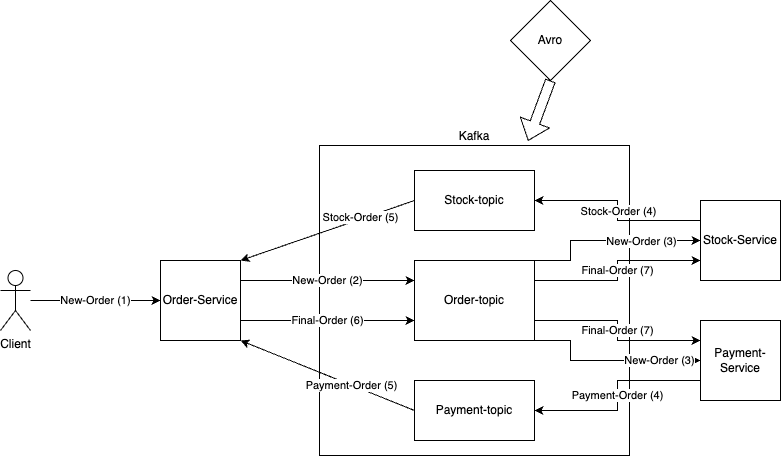 Avro
Kafka
Stock-topic
Stock-Order (5)
Stock-Order (4)
New-Order (3)
Stock-Service
Final-Order (7)
New-Order (1)
Order-Service
New-Order (2)
Order-topic
Final-Order (6)
Client
Final-Order (7)
New-Order (3)
Payment-
Service
Payment-Order (5)
Payment-Order (4)
Payment-topic